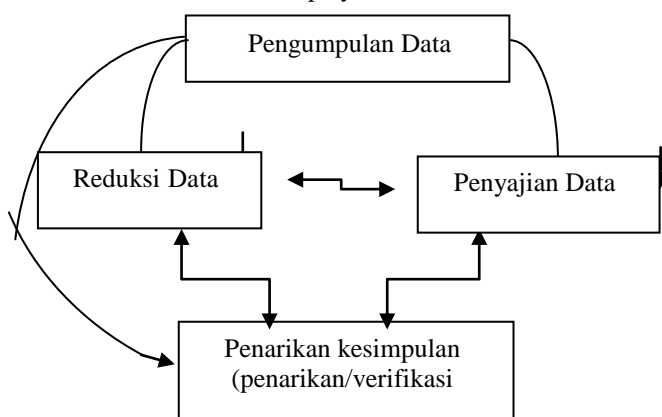 Pengumpulan Data
Reduksi Data
Penyajian Data
Penarikan kesimpulan
(penarikan/verifikasi